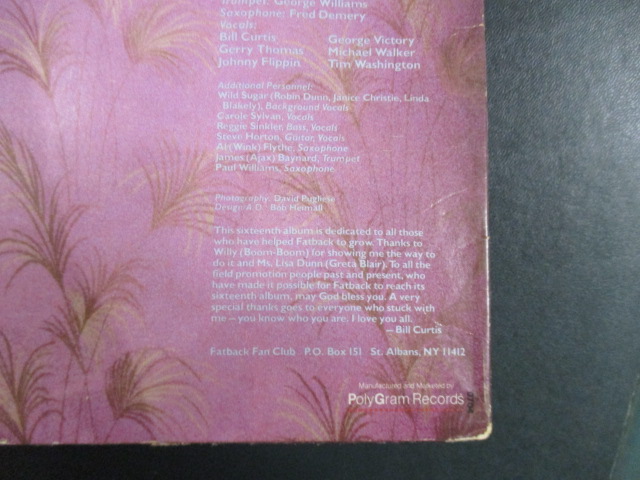 Trumpet: George Williams
Saxophone: Fred Demery
Vocals:
Bill Curtis George Victory
Gerry Thomas Michael Walker
Johnny Flippin Tim Washington
Additional Personnel:
Wild Sugar (Robin Dunn, Janice Christie, Linda
Blakely), Background Vocals
Carole Sylvan, Vocals
Reggie Sinkler, Bass, Vocals
Steve Horton, Guitar, Vocals
Al (Wink) Flythe, Saxophone
James (Ajax) Baynard, Trumpet
Paul Williams, Saxophone
Photography: David Pugliese
Design/A.D.: Bob Heimall
This sixteenth album is dedicated to all those
who have helped Fatback to grow. Thanks to
Willy (Boom-Boom) for showing me the way to
do it and Ms. Lisa Dunn (Greta Blair). To all the
field promotion people past and present, who
have made it possible for Fatback to reach its
sixteenth album, may God bless you. A very
special thanks goes to everyone who stuck with
me—you know who you are. I love you all.
—Bill Curtis
Fatback Fan Club P.O. Box 151 St. Albans, NY 11412
Manufactured and Marketed by
PolyGram Records